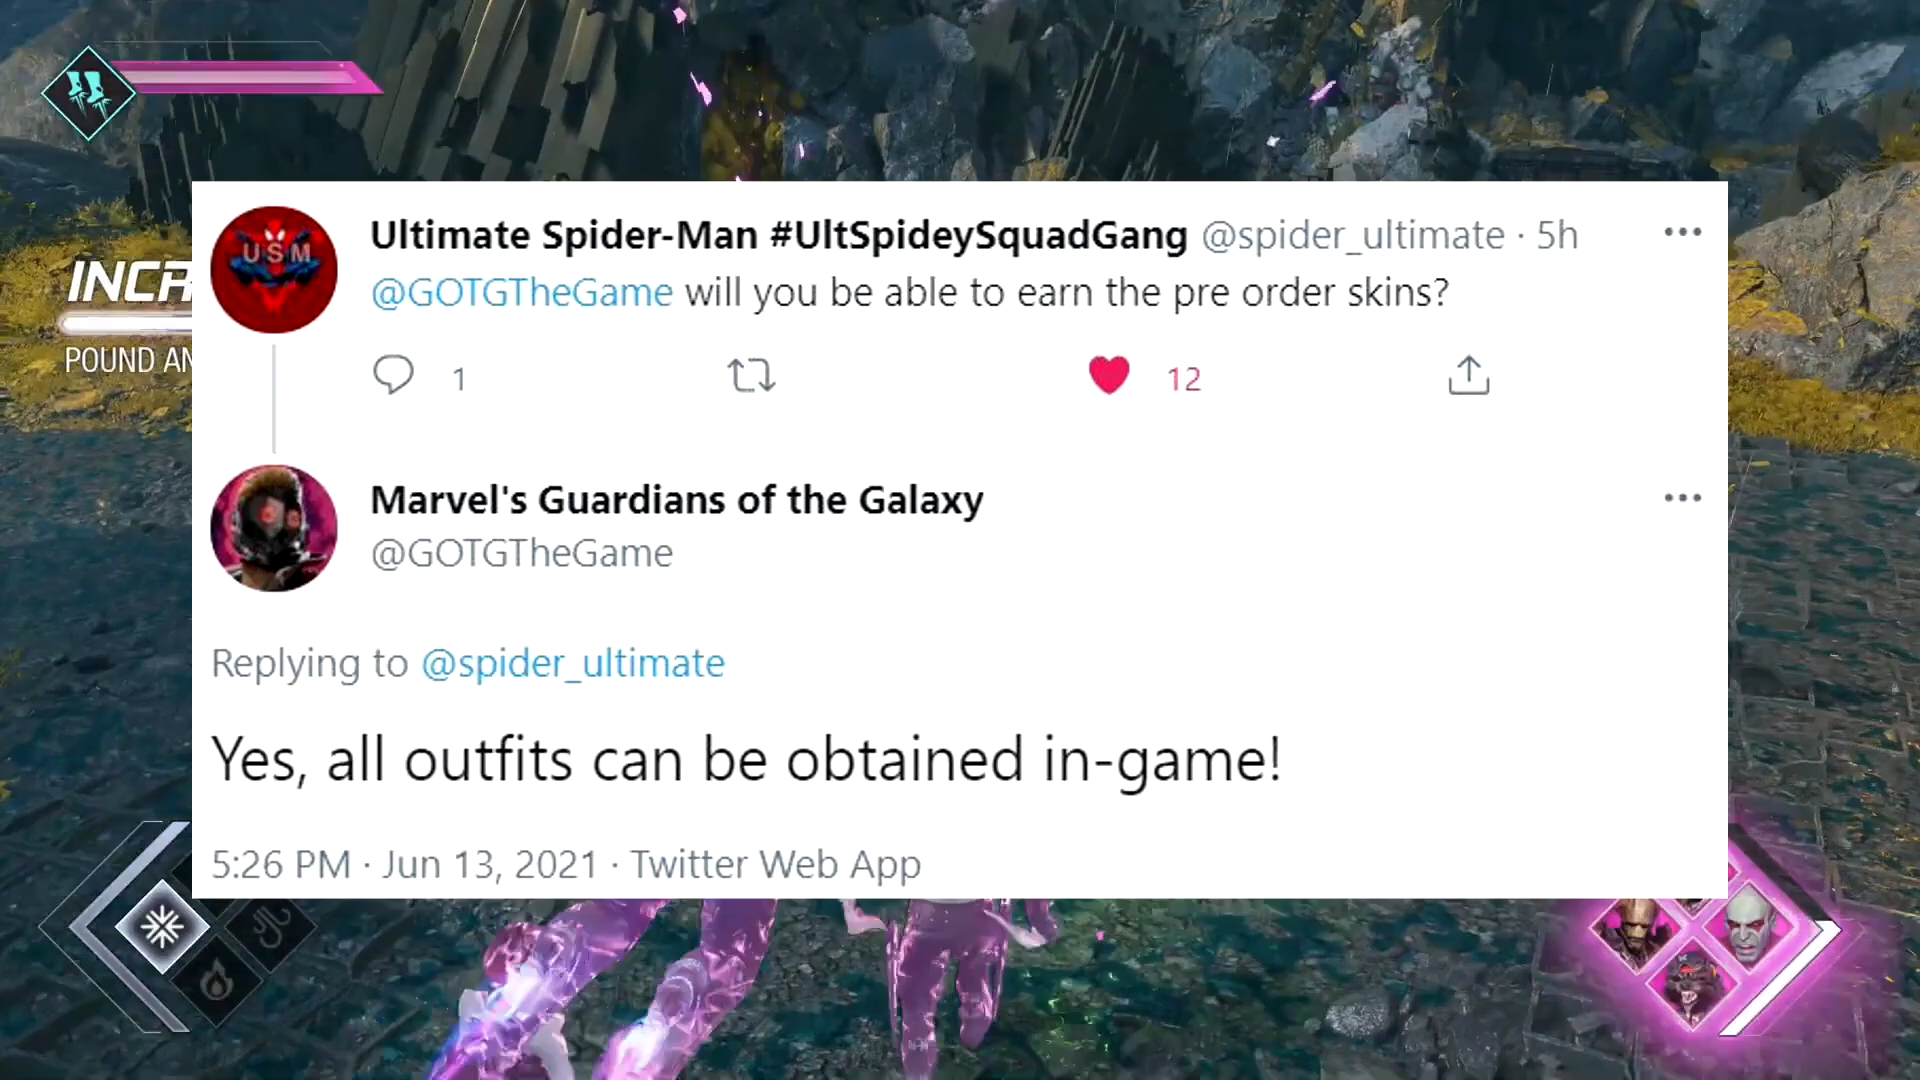 Ultimate Spider-Man #UltSpideySquadGang @spider_ultimate · 5h
USM
@GOTGTheGame will you be able to earn the pre order skins?
1 12
Marvel's Guardians of the Galaxy
@GOTGTheGame
Replying to @spider_ultimate
Yes, all outfits can be obtained in-game!
5:26 PM · Jun 13, 2021 · Twitter Web App
POUND